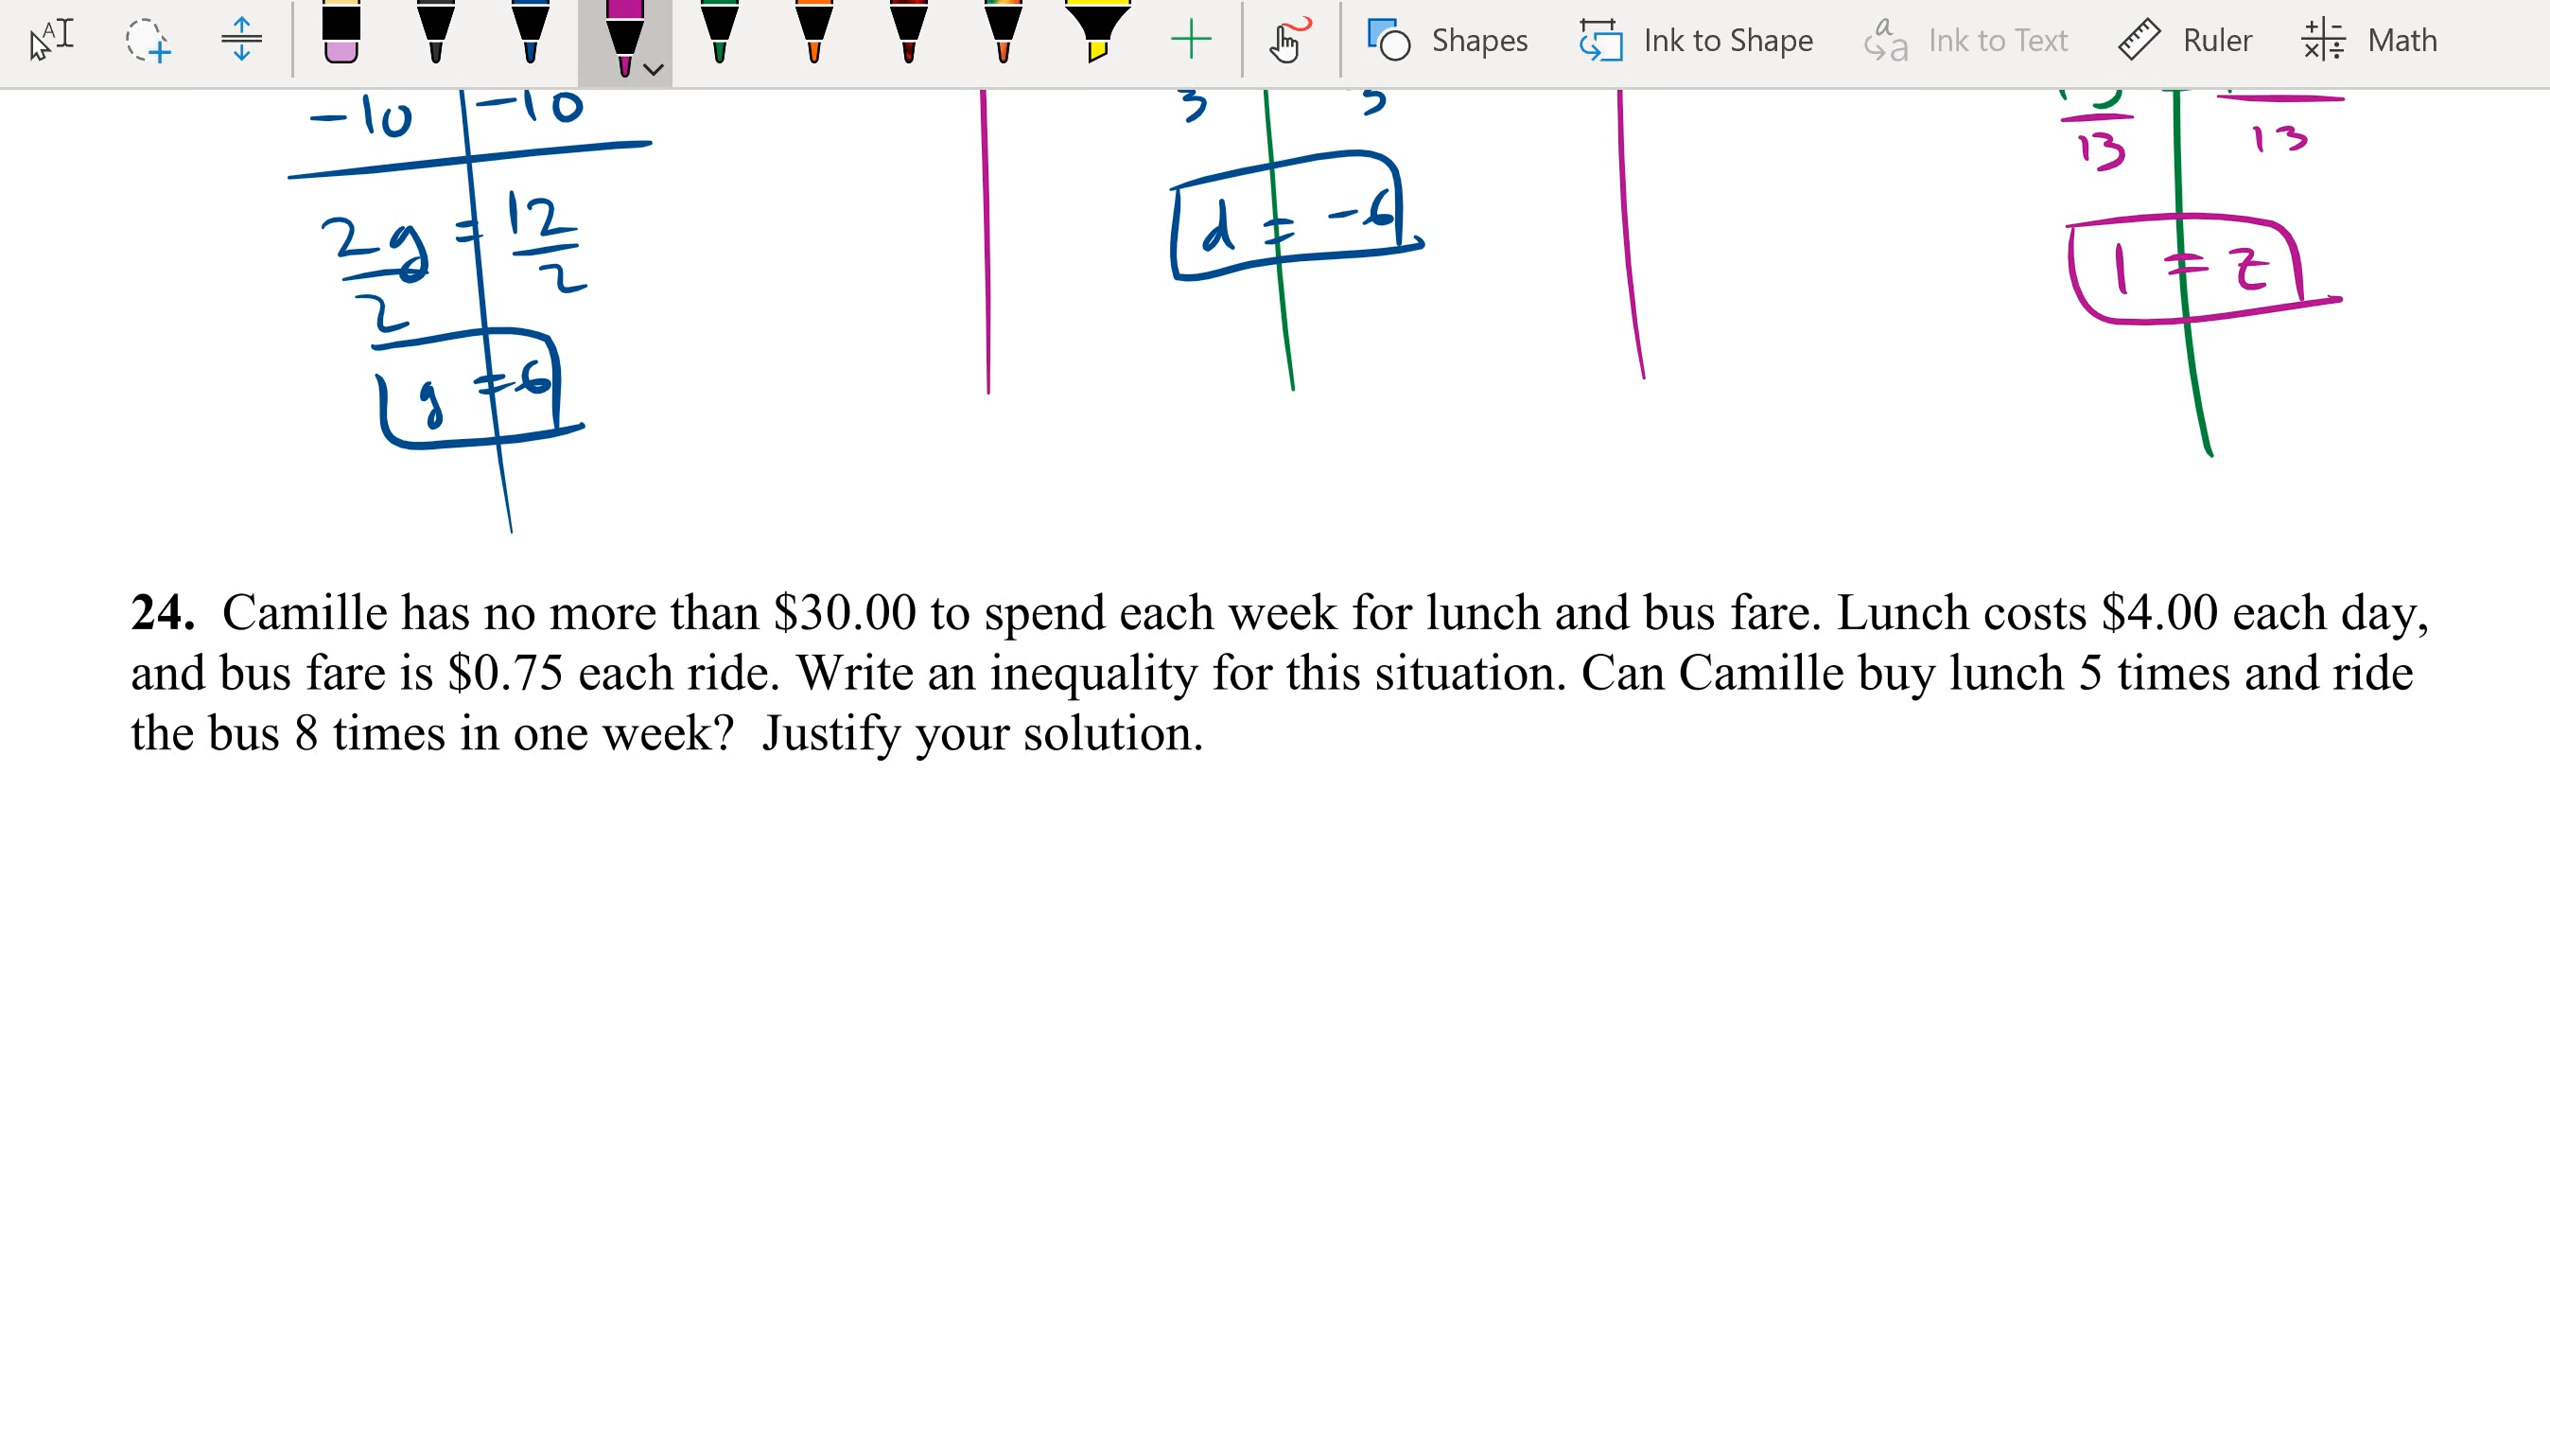 Shapes Ink to Shape Ink to Text Ruler Math
-10 -10
3
13 13
2g = 12
2 2
g = 6
d = -6
1 = z
24. Camille has no more than $30.00 to spend each week for lunch and bus fare. Lunch costs $4.00 each day,
and bus fare is $0.75 each ride. Write an inequality for this situation. Can Camille buy lunch 5 times and ride
the bus 8 times in one week? Justify your solution.